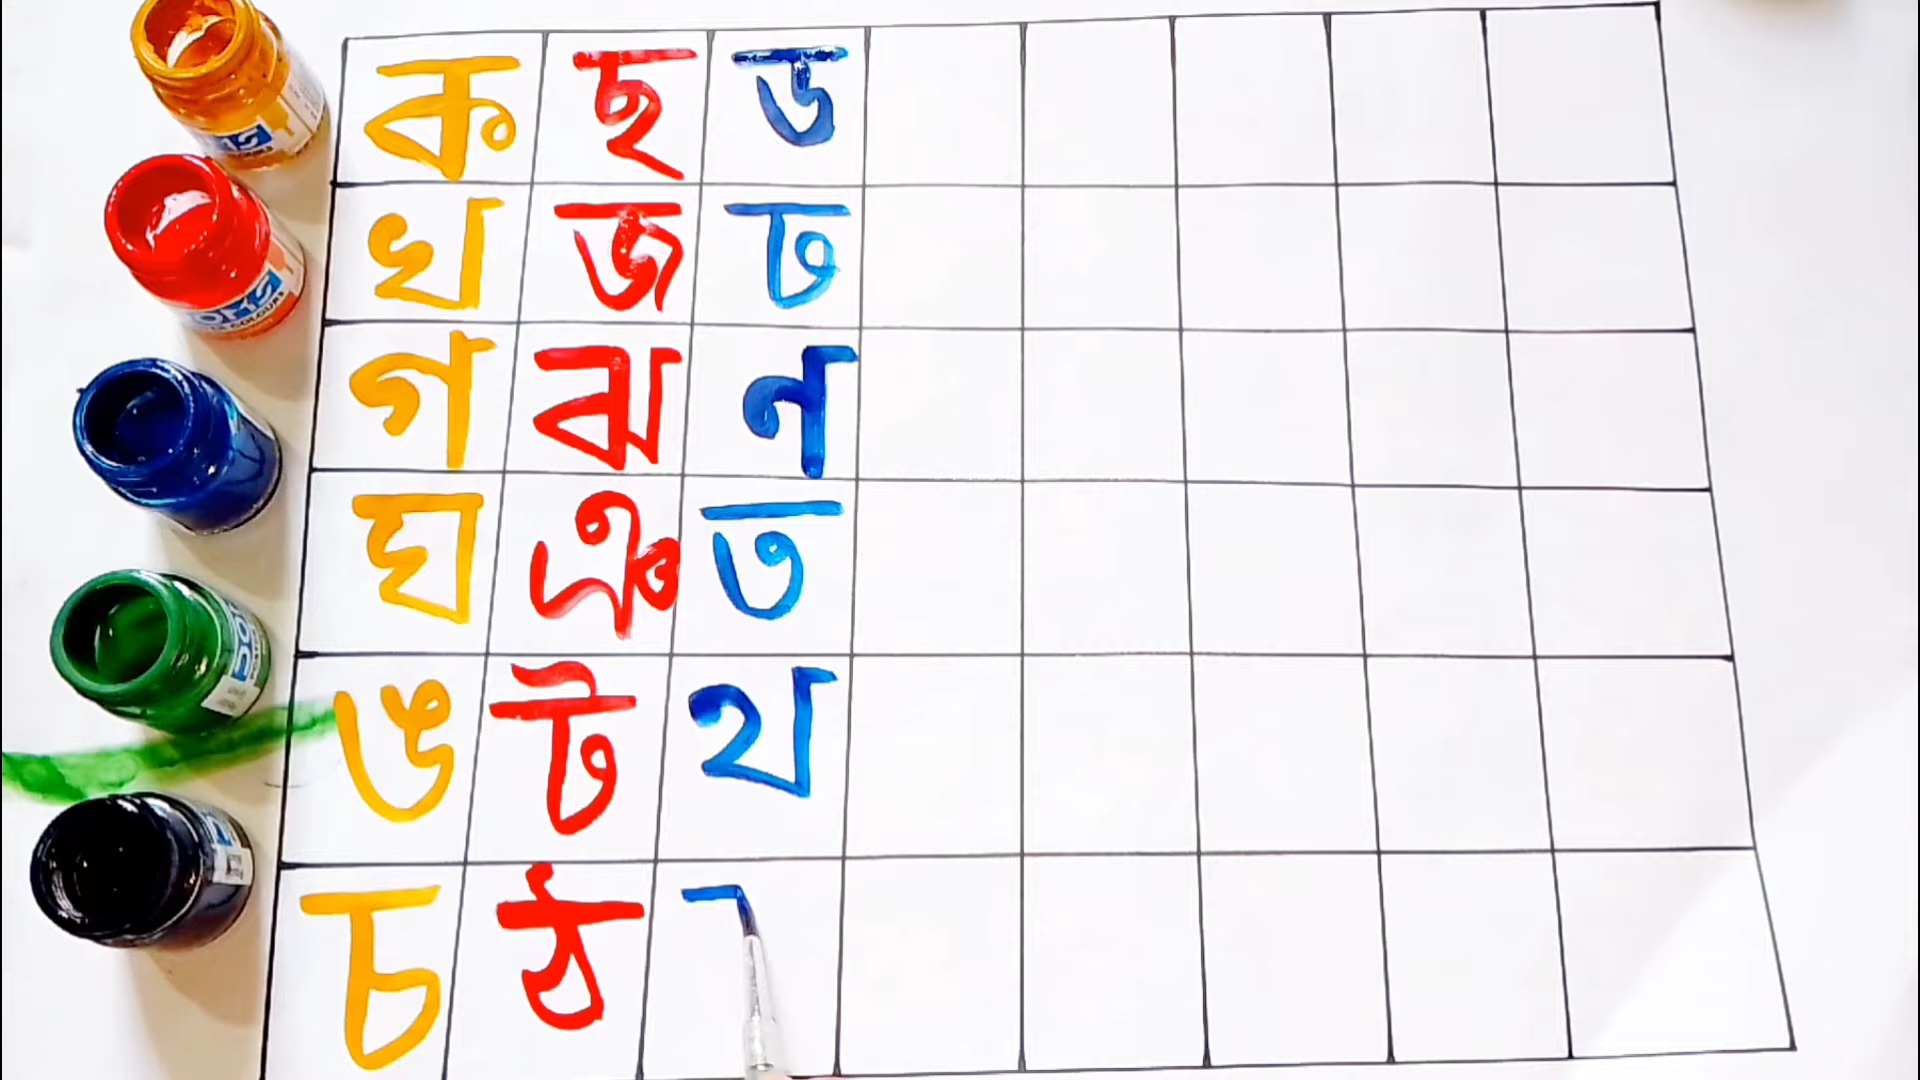 ক ছ ড
খ জ ঢ
গ ঝ ণ
ঘ ঞ ত
ঙ ট থ
চ ঠ